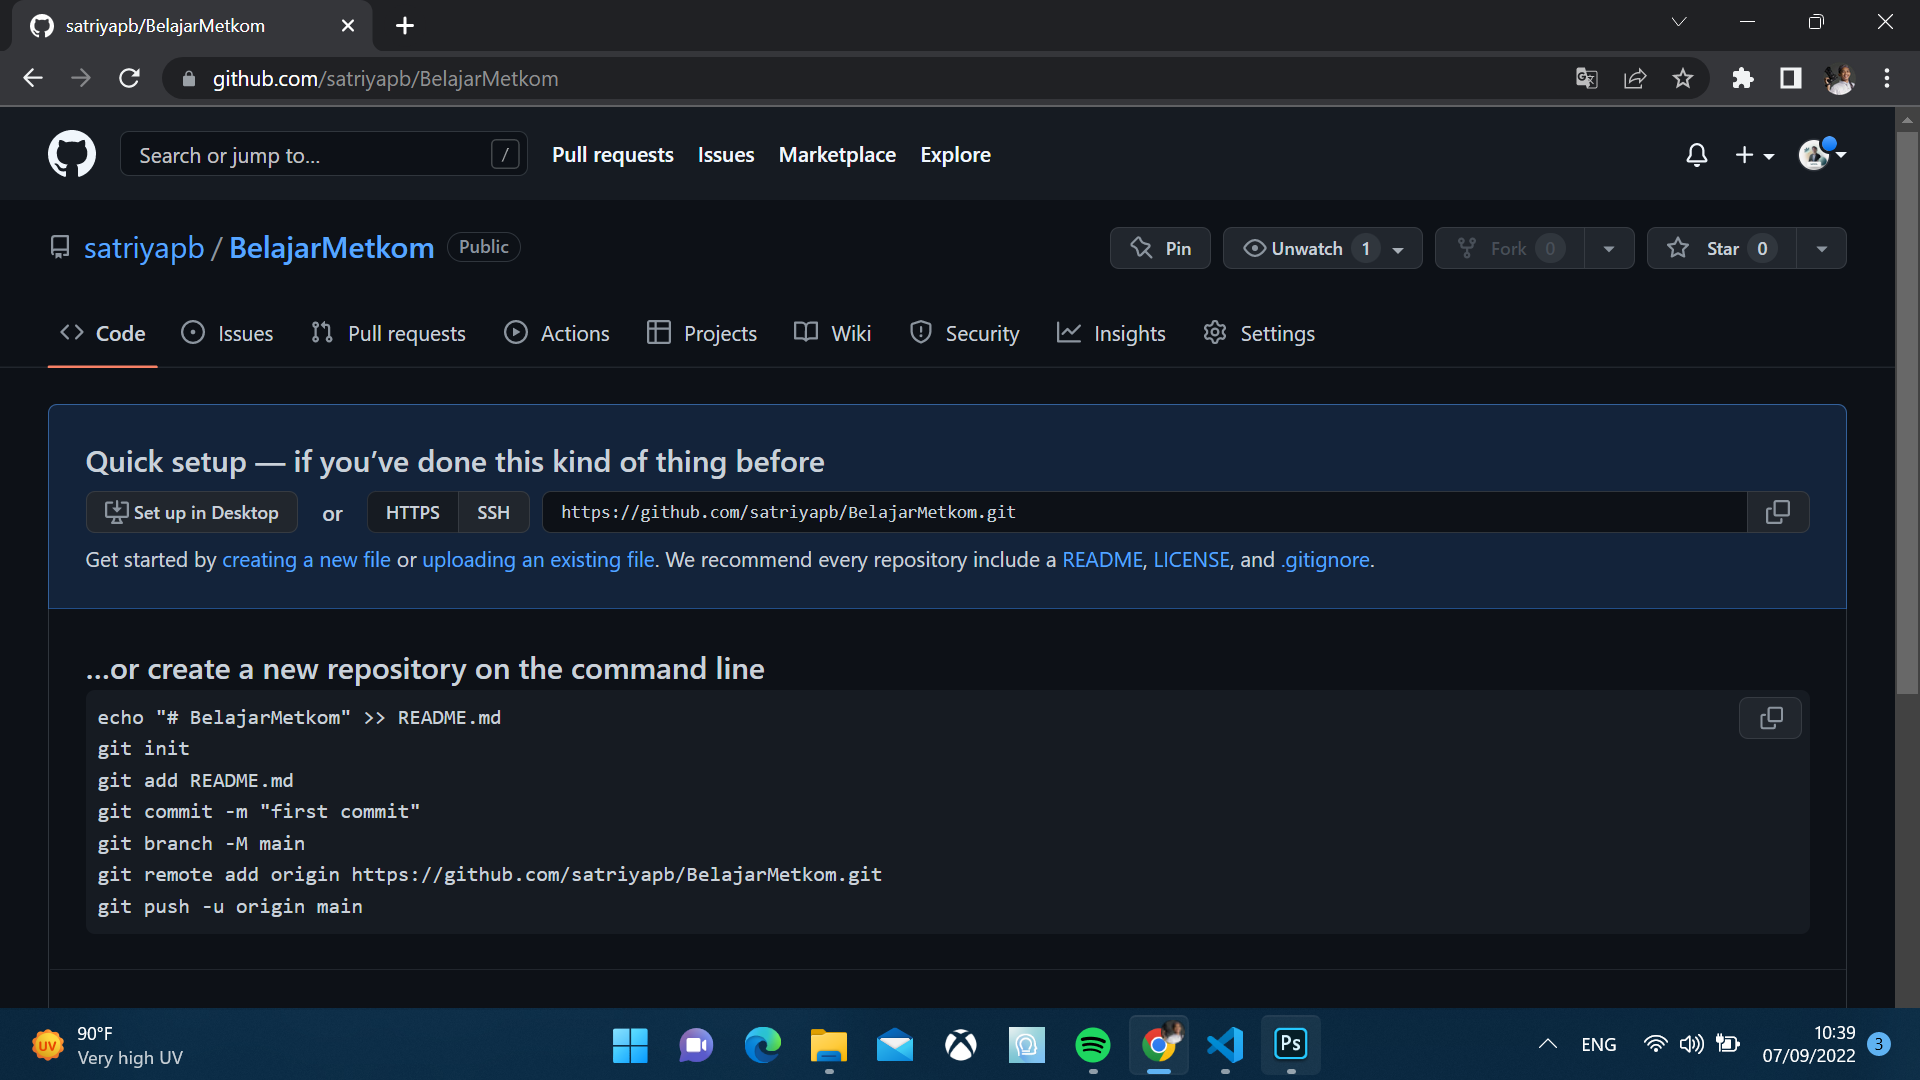 satriyapb/BelajarMetkom
github.com/satriyapb/BelajarMetkom
Search or jump to... /
Pull requests Issues Marketplace Explore
satriyapb / BelajarMetkom Public
Pin Unwatch 1 Fork 0 Star 0
Code Issues Pull requests Actions Projects Wiki Security Insights Settings
Quick setup — if you’ve done this kind of thing before
Set up in Desktop or HTTPS SSH https://github.com/satriyapb/BelajarMetkom.git
Get started by creating a new file or uploading an existing file. We recommend every repository include a README, LICENSE, and .gitignore.
…or create a new repository on the command line
echo "# BelajarMetkom" >> README.md
git init
git add README.md
git commit -m "first commit"
git branch -M main
git remote add origin https://github.com/satriyapb/BelajarMetkom.git
git push -u origin main
UV
90°F
Very high UV
Ps
ENG
10:39
07/09/2022
3